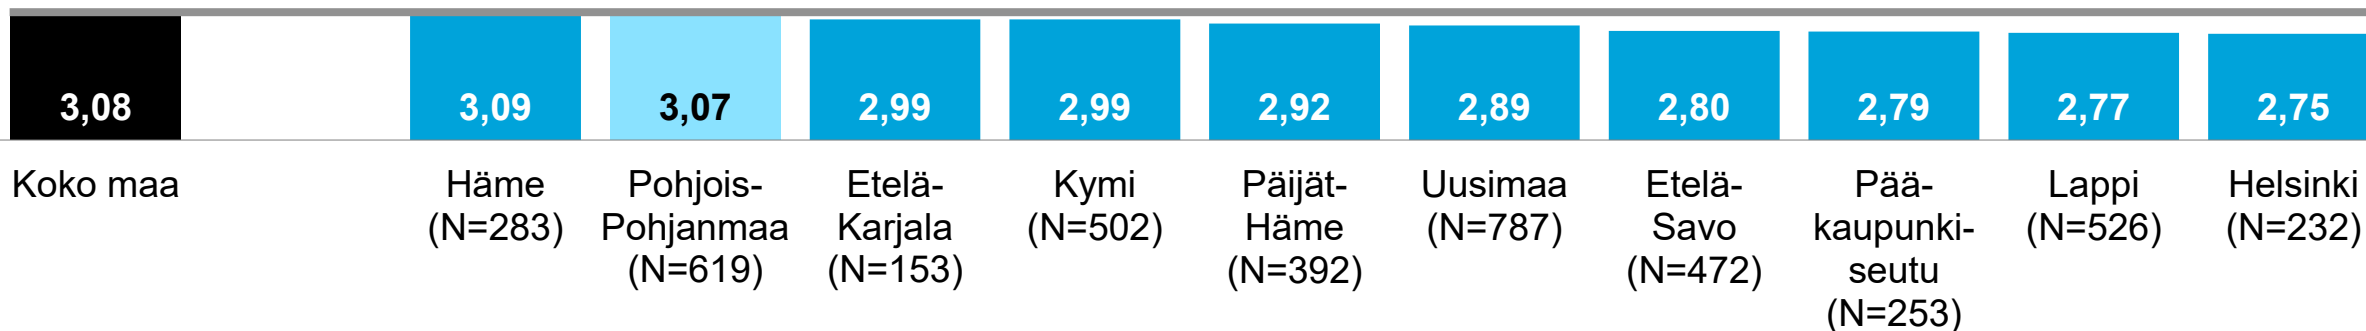 3,08 3,09 3,07 2,99 2,99 2,92 2,89 2,80 2,79 2,77 2,75
Koko maa
Häme
(N=283)
Pohjois-
Pohjanmaa
(N=619)
Etelä-
Karjala
(N=153)
Kymi
(N=502)
Päijät-
Häme
(N=392)
Uusimaa
(N=787)
Etelä-
Savo
(N=472)
Pää-
kaupunki-
seutu
(N=253)
Lappi
(N=526)
Helsinki
(N=232)